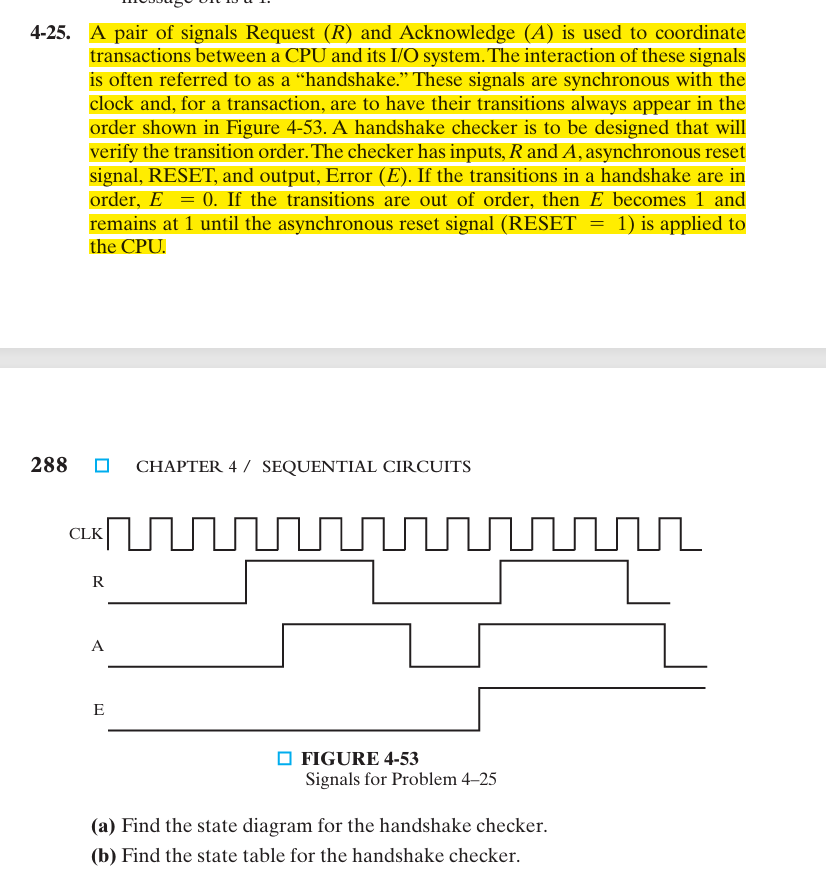 message bit is a 1.
4-25. A pair of signals Request (R) and Acknowledge (A) is used to coordinate
transactions between a CPU and its I/O system. The interaction of these signals
is often referred to as a “handshake.” These signals are synchronous with the
clock and, for a transaction, are to have their transitions always appear in the
order shown in Figure 4-53. A handshake checker is to be designed that will
verify the transition order. The checker has inputs, R and A, asynchronous reset
signal, RESET, and output, Error (E). If the transitions in a handshake are in
order, E = 0. If the transitions are out of order, then E becomes 1 and
remains at 1 until the asynchronous reset signal (RESET = 1) is applied to
the CPU.
288 CHAPTER 4 / SEQUENTIAL CIRCUITS
CLK
R
A
E
FIGURE 4-53
Signals for Problem 4–25
(a) Find the state diagram for the handshake checker.
(b) Find the state table for the handshake checker.